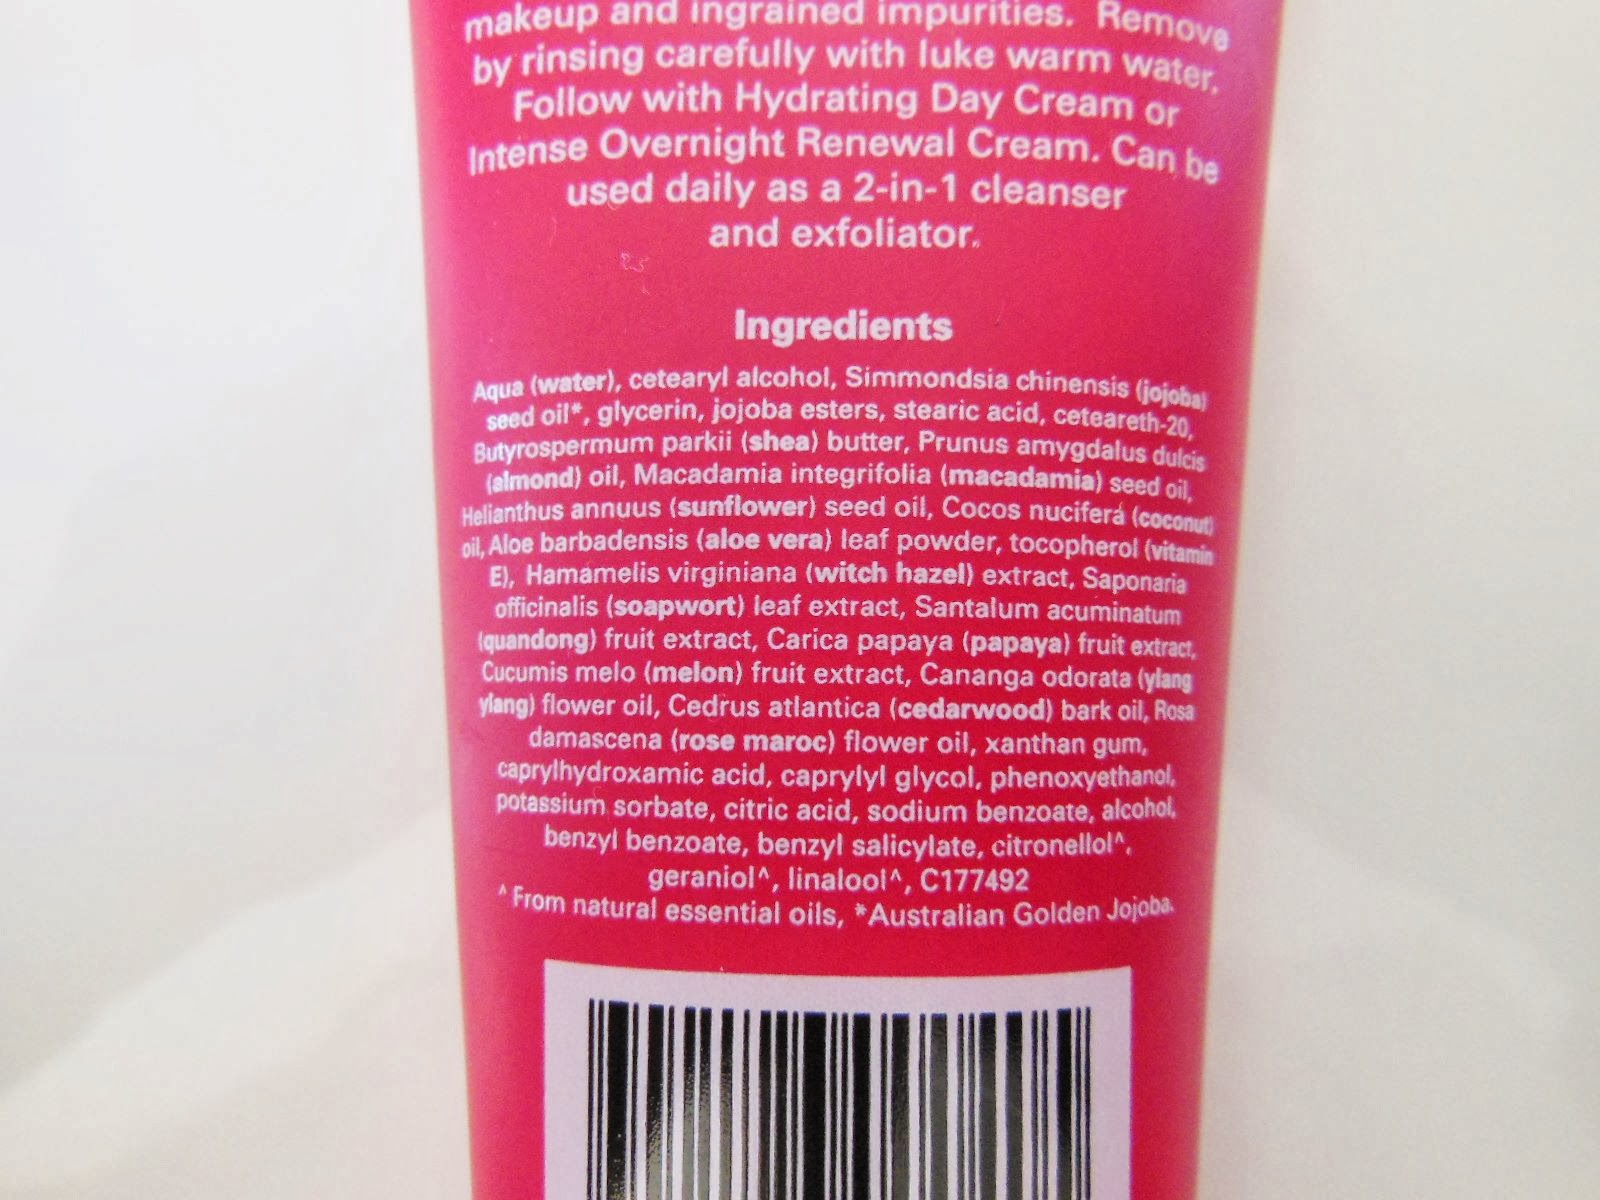 makeup and ingrained impurities. Remove
by rinsing carefully with luke warm water.
Follow with Hydrating Day Cream or
Intense Overnight Renewal Cream. Can be
used daily as a 2-in-1 cleanser
and exfoliator.
Ingredients
Aqua (water), cetearyl alcohol, Simmondsia chinensis (jojoba)
seed oil*, glycerin, jojoba esters, stearic acid, ceteareth-20,
Butyrospermum parkii (shea) butter, Prunus amygdalus dulcis
(almond) oil, Macadamia integrifolia (macadamia) seed oil,
Helianthus annuus (sunflower) seed oil, Cocos nucifera (coconut)
oil, Aloe barbadensis (aloe vera) leaf powder, tocopherol (vitamin
E), Hamamelis virginiana (witch hazel) extract, Saponaria
officinalis (soapwort) leaf extract, Santalum acuminatum
(quandong) fruit extract, Carica papaya (papaya) fruit extract,
Cucumis melo (melon) fruit extract, Cananga odorata (ylang
ylang) flower oil, Cedrus atlantica (cedarwood) bark oil, Rosa
damascena (rose maroc) flower oil, xanthan gum,
caprylhydroxamic acid, caprylyl glycol, phenoxyethanol,
potassium sorbate, citric acid, sodium benzoate, alcohol,
benzyl benzoate, benzyl salicylate, citronellol^,
geraniol^, linalool^, C177492
^ From natural essential oils, *Australian Golden Jojoba.